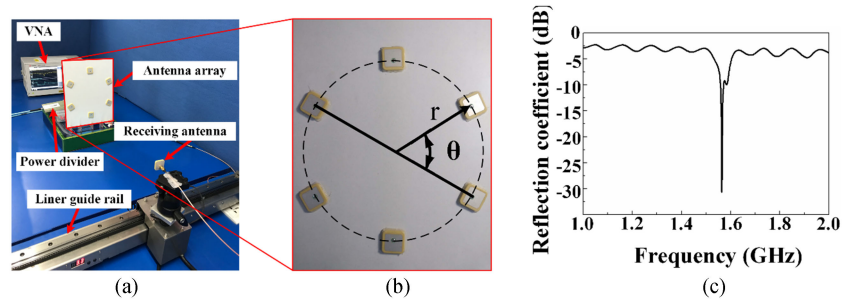 VNA
Antenna array
Receiving antenna
Power divider
Liner guide rail
(a)
r
θ
(b)
Reflection coefficient (dB)
0
-5
-10
-15
-20
-25
-30
1.0
1.2
1.4
1.6
1.8
2.0
Frequency (GHz)
(c)